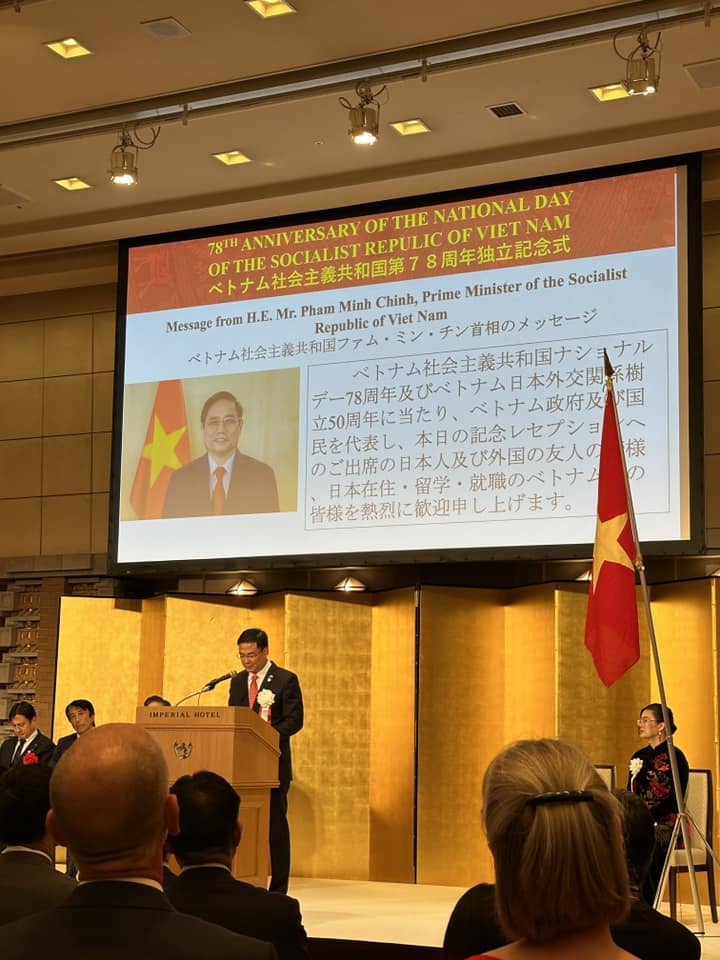 78TH ANNIVERSARY OF THE NATIONAL DAY
OF THE SOCIALIST REPULIC OF VIET NAM
ベトナム社会主義共和国第７８周年独立記念式
Message from H.E. Mr. Pham Minh Chinh, Prime Minister of the Socialist
Republic of Viet Nam
ベトナム社会主義共和国ファム・ミン・チン首相のメッセージ
ベトナム社会主義共和国ナショナル
デー78周年及びベトナム日本外交関係樹
立50周年に当たり、ベトナム政府及び国
民を代表し、本日の記念レセプションへ
のご出席の日本人及び外国の友人の 様
、日本在住・留学・就職のベトナム の
皆様を熱烈に歓迎申し上げます。
IMPERIAL HOTEL